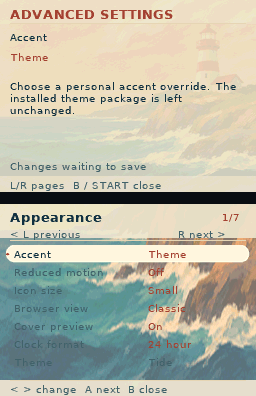 ADVANCED SETTINGS
Accent
Theme
Choose a personal accent override. The
installed theme package is left
unchanged.
Changes waiting to save
L/R pages B / START close
Appearance 1/7
< L previous R next >
Accent Theme
Reduced motion Off
Icon size Small
Browser view Classic
Cover preview On
Clock format 24 hour
Theme Tide
< > change A next B close